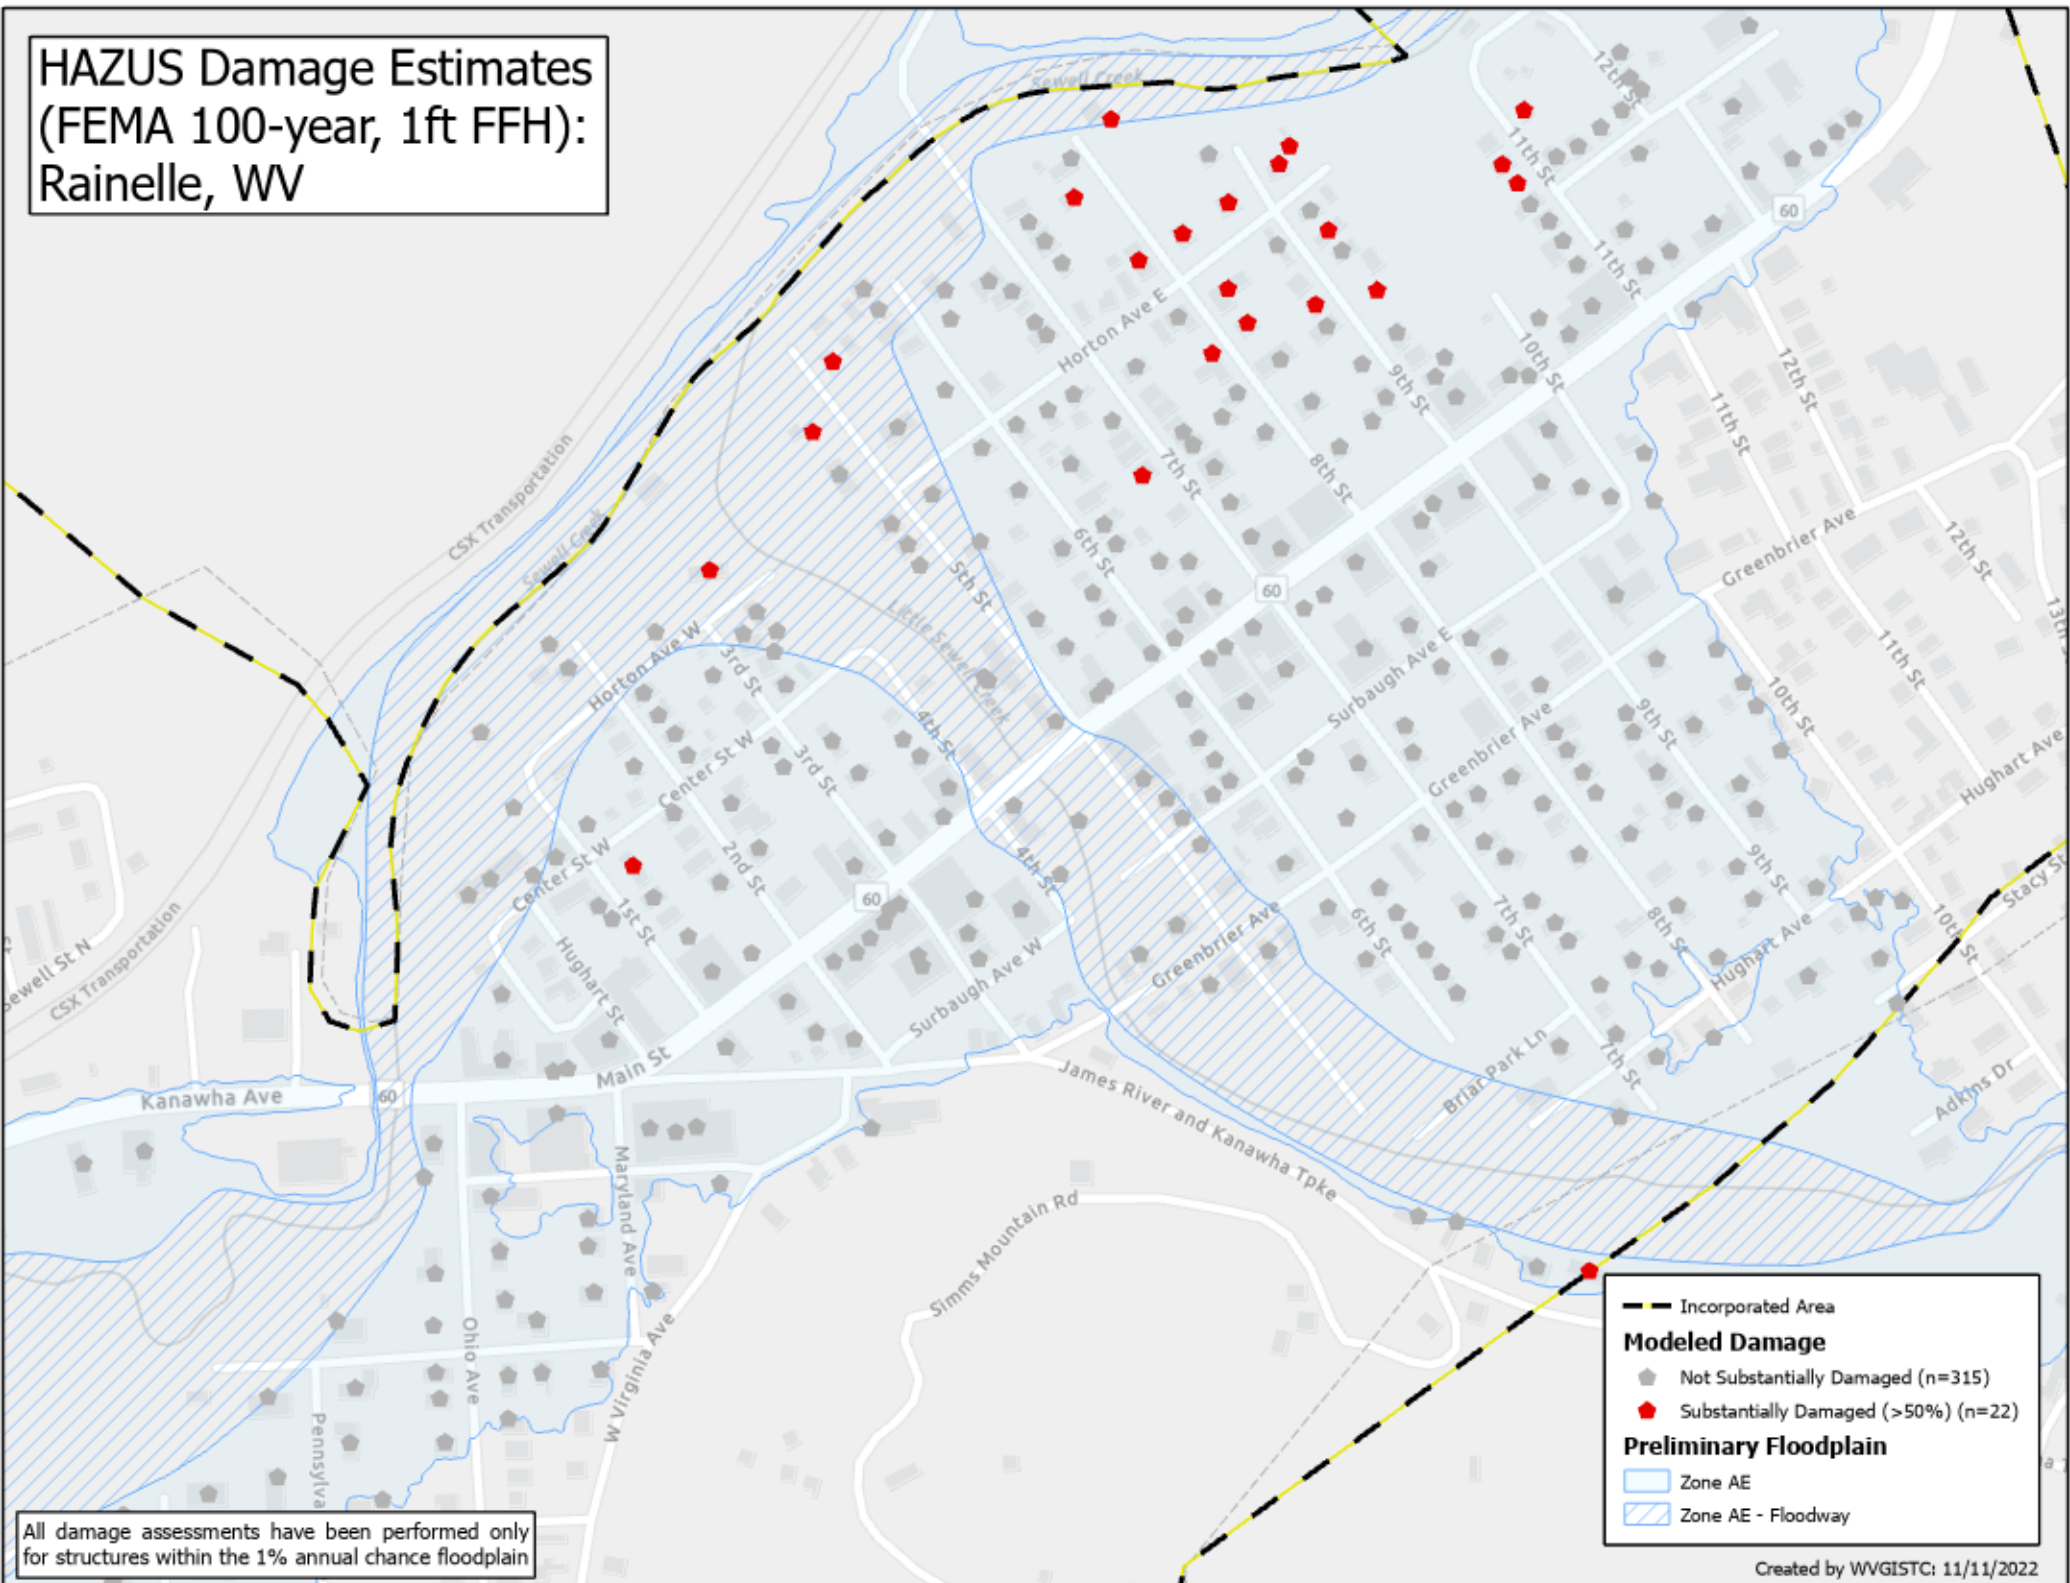 HAZUS Damage Estimates
(FEMA 100-year, 1ft FFH):
Rainelle, WV
Sewell Creek
12th St
11th St
60
11th St
Horton Ave E
10th St
12th St
9th St
11th St
CSX Transportation
7th St
8th St
Greenbrier Ave
12th St
Sewell Creek
6th St
5th St
60
13th
Little Sewell Creek
Horton Ave W
3rd St
Surbaugh Ave E
11th St
10th St
4th St
9th St
Center St W
3rd St
Greenbrier Ave
Hughart Ave
2nd St
4th St
9th St
Center St W
60
Stacy St
1st St
6th St
7th St
8th St
Hughart Ave
10th St
Sewell St N
CSX Transportation
Hughart St
Surbaugh Ave W
Greenbrier Ave
Main St
7th St
Briar Park Ln
Adkins Dr
Kanawha Ave
60
James River and Kanawha Tpke
Maryland Ave
Simms Mountain Rd
Ohio Ave
W Virginia Ave
Pennsylva
Incorporated Area
Modeled Damage
Not Substantially Damaged (n=315)
Substantially Damaged (>50%) (n=22)
Preliminary Floodplain
Zone AE
Zone AE - Floodway
All damage assessments have been performed only
for structures within the 1% annual chance floodplain
Created by WVGISTC: 11/11/2022